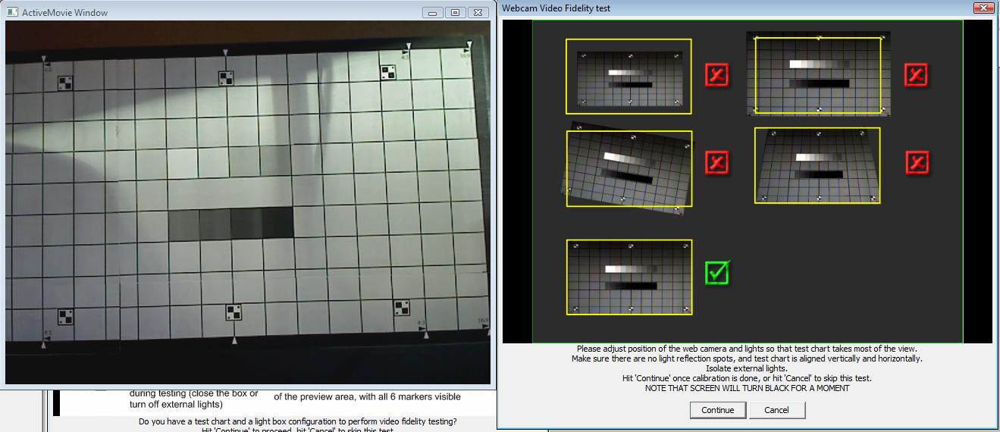 ActiveMovie Window
Webcam Video Fidelity test
4:3
4:3
16:9
4:3
4:3
16:9
Please adjust position of the web camera and lights so that test chart takes most of the view.
Make sure there are no light reflection spots, and test chart is aligned vertically and horizontally.
Isolate external lights.
Hit 'Continue' once calibration is done, or hit 'Cancel' to skip this test.
NOTE THAT SCREEN WILL TURN BLACK FOR A MOMENT
Continue Cancel
during testing (close the box or
turn off external lights)
of the preview area, with all 6 markers visible
Do you have a test chart and a light box configuration to perform video fidelity testing?
Hit 'Continue' to proceed, hit 'Cancel' to skip this test.